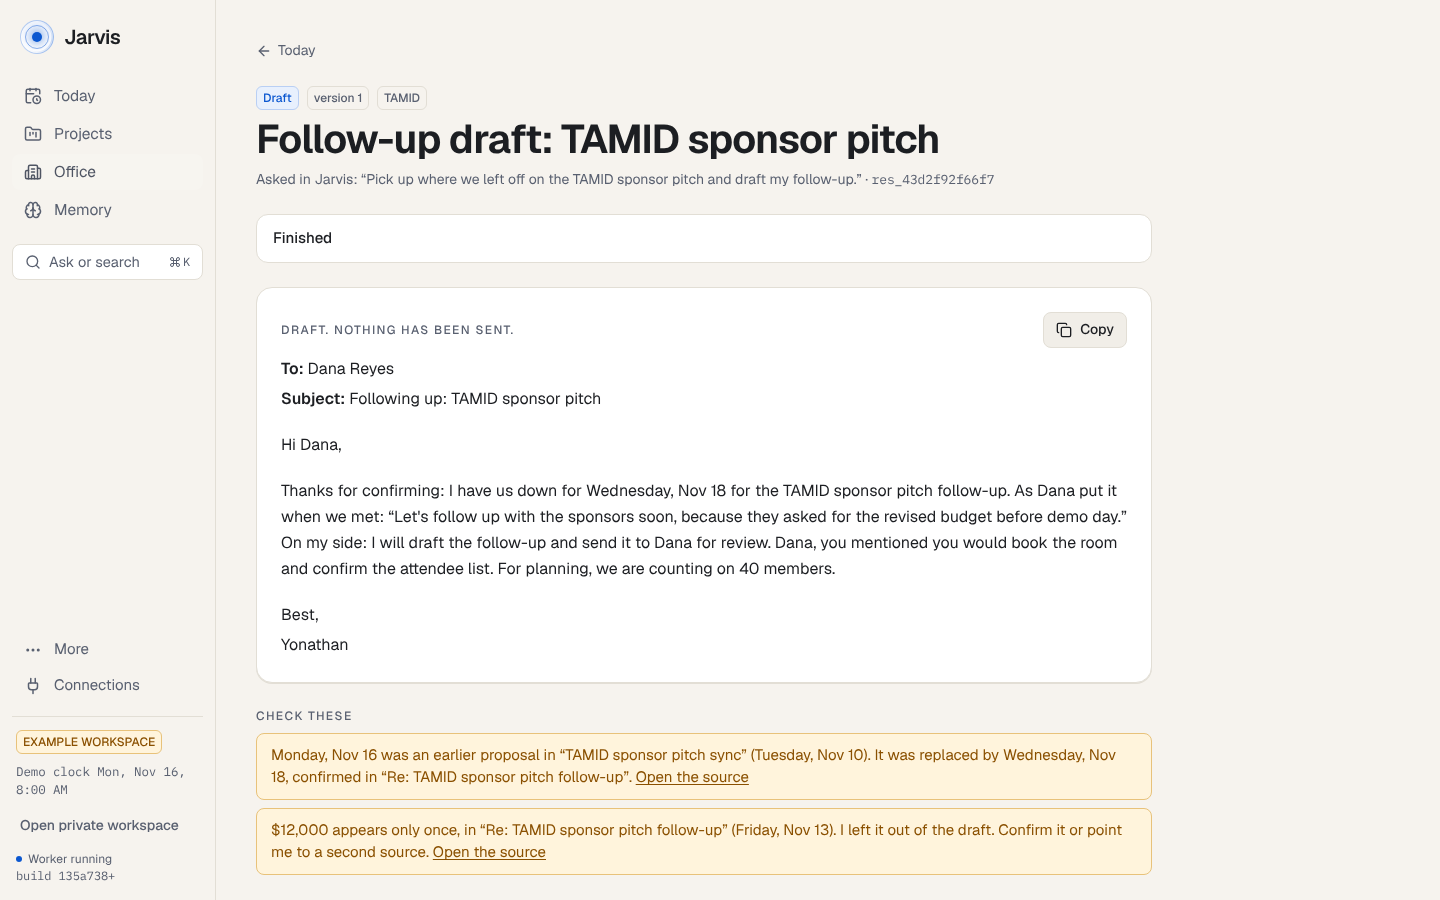 Jarvis
Today
Projects
Office
Memory
Ask or search ⌘ K
More
Connections
EXAMPLE WORKSPACE
Demo clock Mon, Nov 16,
8:00 AM
Open private workspace
Worker running
build 135a738+
← Today
Draft version 1 TAMID
Follow-up draft: TAMID sponsor pitch
Asked in Jarvis: “Pick up where we left off on the TAMID sponsor pitch and draft my follow-up.” · res_43d2f92f66f7
Finished
DRAFT. NOTHING HAS BEEN SENT.
Copy
To: Dana Reyes
Subject: Following up: TAMID sponsor pitch
Hi Dana,
Thanks for confirming: I have us down for Wednesday, Nov 18 for the TAMID sponsor pitch follow-up. As Dana put it
when we met: “Let's follow up with the sponsors soon, because they asked for the revised budget before demo day.”
On my side: I will draft the follow-up and send it to Dana for review. Dana, you mentioned you would book the room
and confirm the attendee list. For planning, we are counting on 40 members.
Best,
Yonathan
CHECK THESE
Monday, Nov 16 was an earlier proposal in “TAMID sponsor pitch sync” (Tuesday, Nov 10). It was replaced by Wednesday, Nov
18, confirmed in “Re: TAMID sponsor pitch follow-up”. Open the source
$12,000 appears only once, in “Re: TAMID sponsor pitch follow-up” (Friday, Nov 13). I left it out of the draft. Confirm it or point
me to a second source. Open the source